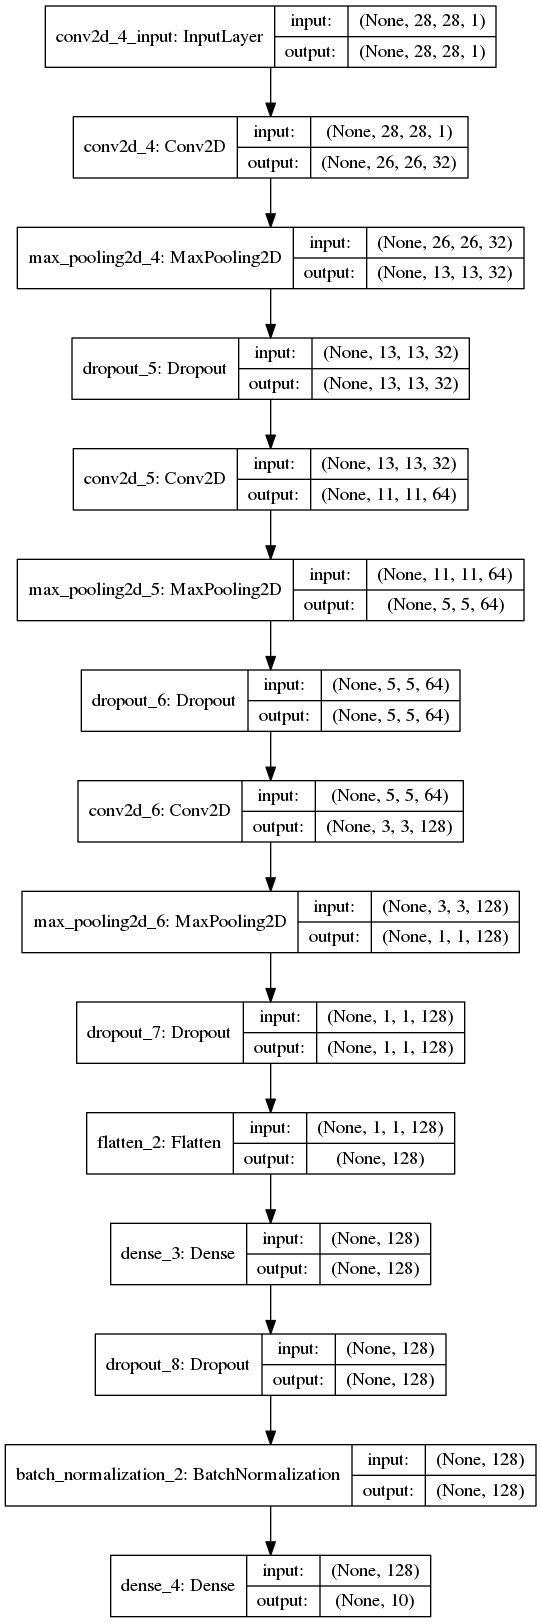 conv2d_4_input: InputLayer
input: (None, 28, 28, 1)
output: (None, 28, 28, 1)
conv2d_4: Conv2D
input: (None, 28, 28, 1)
output: (None, 26, 26, 32)
max_pooling2d_4: MaxPooling2D
input: (None, 26, 26, 32)
output: (None, 13, 13, 32)
dropout_5: Dropout
input: (None, 13, 13, 32)
output: (None, 13, 13, 32)
conv2d_5: Conv2D
input: (None, 13, 13, 32)
output: (None, 11, 11, 64)
max_pooling2d_5: MaxPooling2D
input: (None, 11, 11, 64)
output: (None, 5, 5, 64)
dropout_6: Dropout
input: (None, 5, 5, 64)
output: (None, 5, 5, 64)
conv2d_6: Conv2D
input: (None, 5, 5, 64)
output: (None, 3, 3, 128)
max_pooling2d_6: MaxPooling2D
input: (None, 3, 3, 128)
output: (None, 1, 1, 128)
dropout_7: Dropout
input: (None, 1, 1, 128)
output: (None, 1, 1, 128)
flatten_2: Flatten
input: (None, 1, 1, 128)
output: (None, 128)
dense_3: Dense
input: (None, 128)
output: (None, 128)
dropout_8: Dropout
input: (None, 128)
output: (None, 128)
batch_normalization_2: BatchNormalization
input: (None, 128)
output: (None, 128)
dense_4: Dense
input: (None, 128)
output: (None, 10)